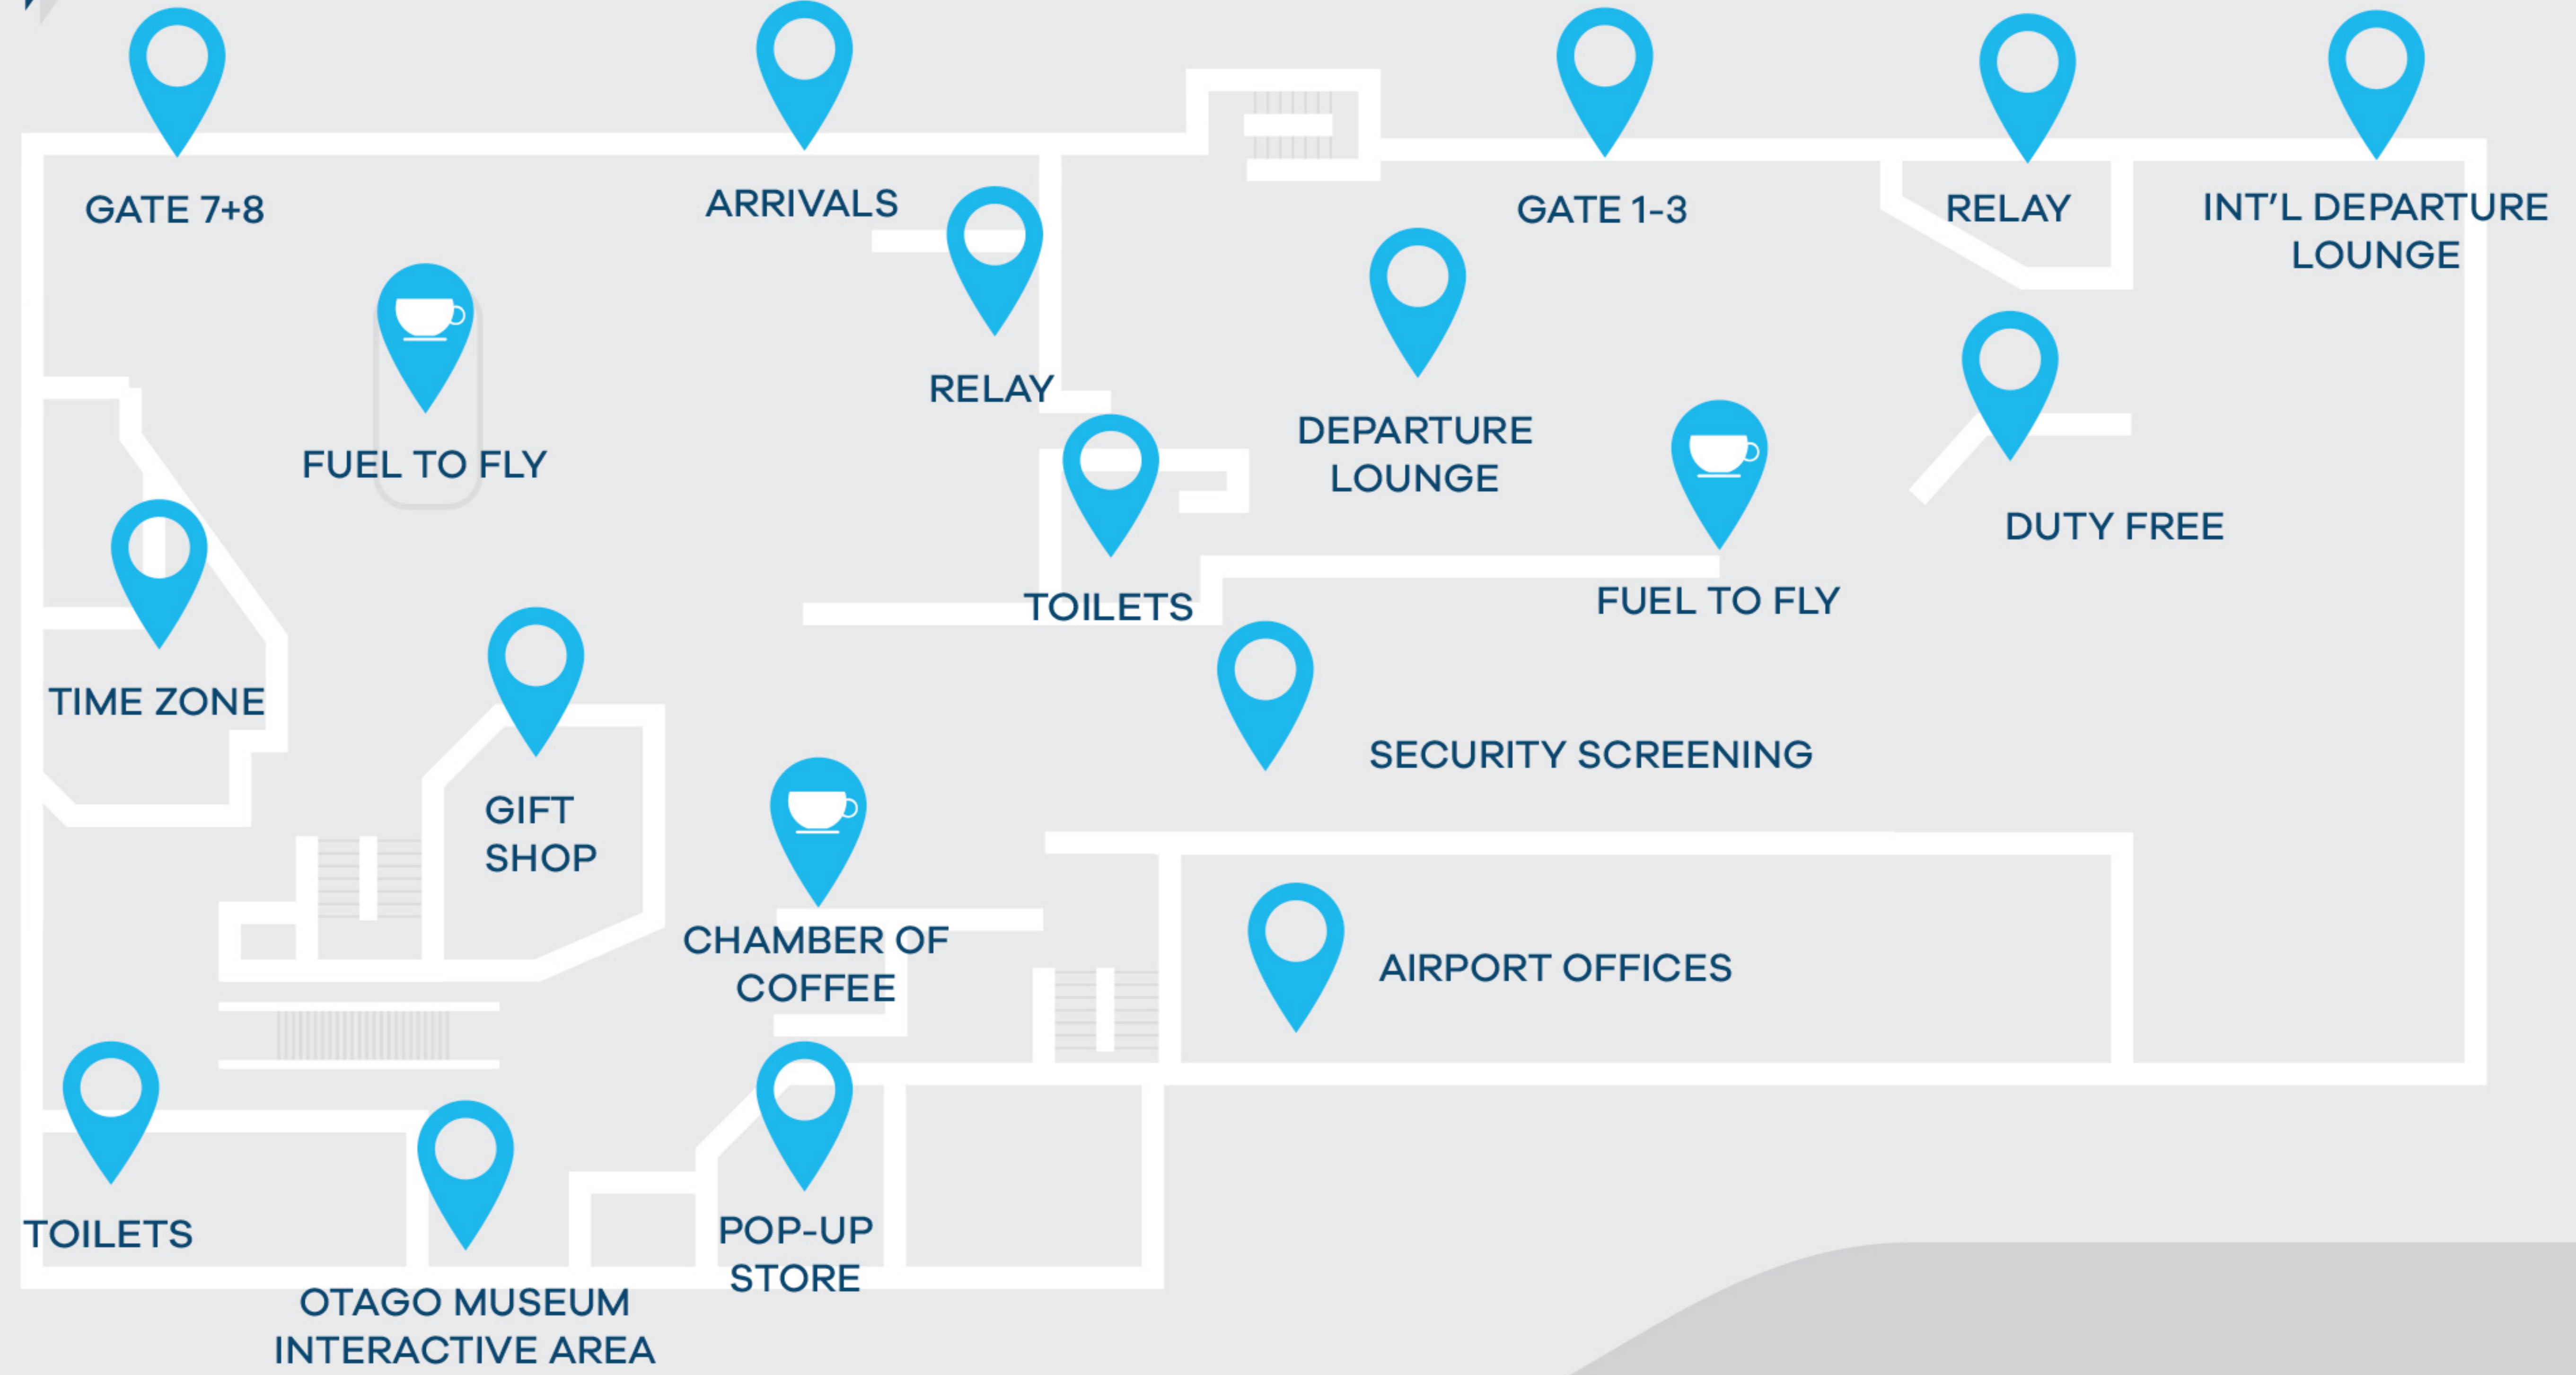 GATE 7+8
ARRIVALS
GATE 1-3
RELAY
INT'L DEPARTURE
LOUNGE
RELAY
FUEL TO FLY
DEPARTURE
LOUNGE
DUTY FREE
TOILETS
FUEL TO FLY
TIME ZONE
SECURITY SCREENING
GIFT
SHOP
CHAMBER OF
COFFEE
AIRPORT OFFICES
TOILETS
POP-UP
STORE
OTAGO MUSEUM
INTERACTIVE AREA